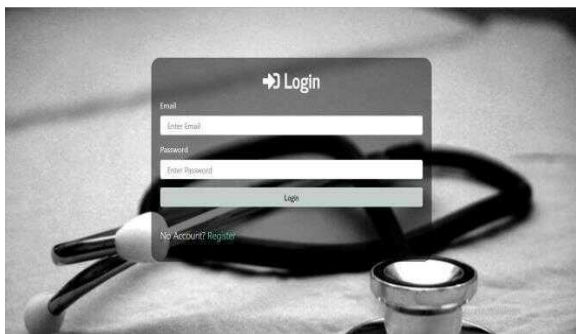 Login
Email
Enter Email
Password
Enter Password
Login
No Account? Register